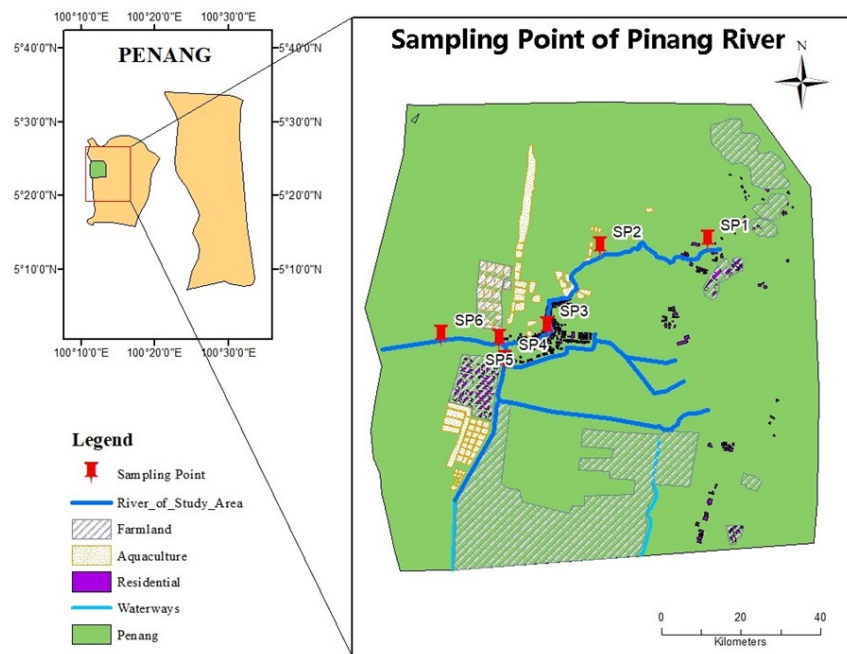 100°10'0"E 100°20'0"E 100°30'0"E
5°40'0"N
5°40'0"N
PENANG
5°30'0"N
5°30'0"N
5°20'0"N
5°20'0"N
5°10'0"N
5°10'0"N
100°10'0"E 100°20'0"E 100°30'0"E
Legend
Sampling Point
River_of_Study_Area
Farmland
Aquaculture
Residential
Waterways
Penang
Sampling Point of Pinang River
N
SP1
SP2
SP3
SP6
SP4
SP5
0 10 20 40
Kilometers